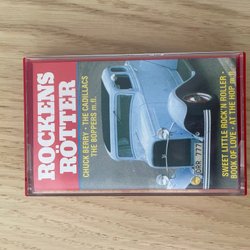 ROCKENS
RÖTTER
CHUCK BERRY · THE CADILLACS
THE BOPPERS m.fl.
SWEET LITTLE ROCK'N ROLLER ·
BOOK OF LOVE · AT THE HOP m.fl.